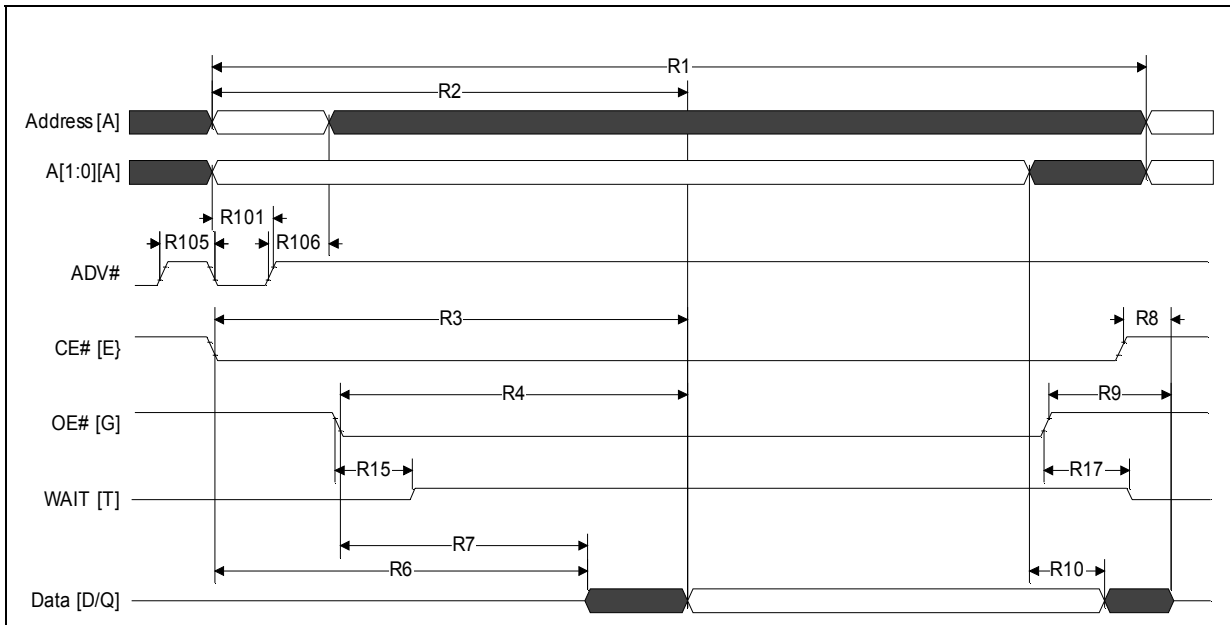 R1
R2
Address [A]
A[1:0][A]
R101
R105
R106
ADV#
R3
R8
CE# [E}
R4
R9
OE# [G]
R15
R17
WAIT [T]
R7
R6
R10
Data [D/Q]